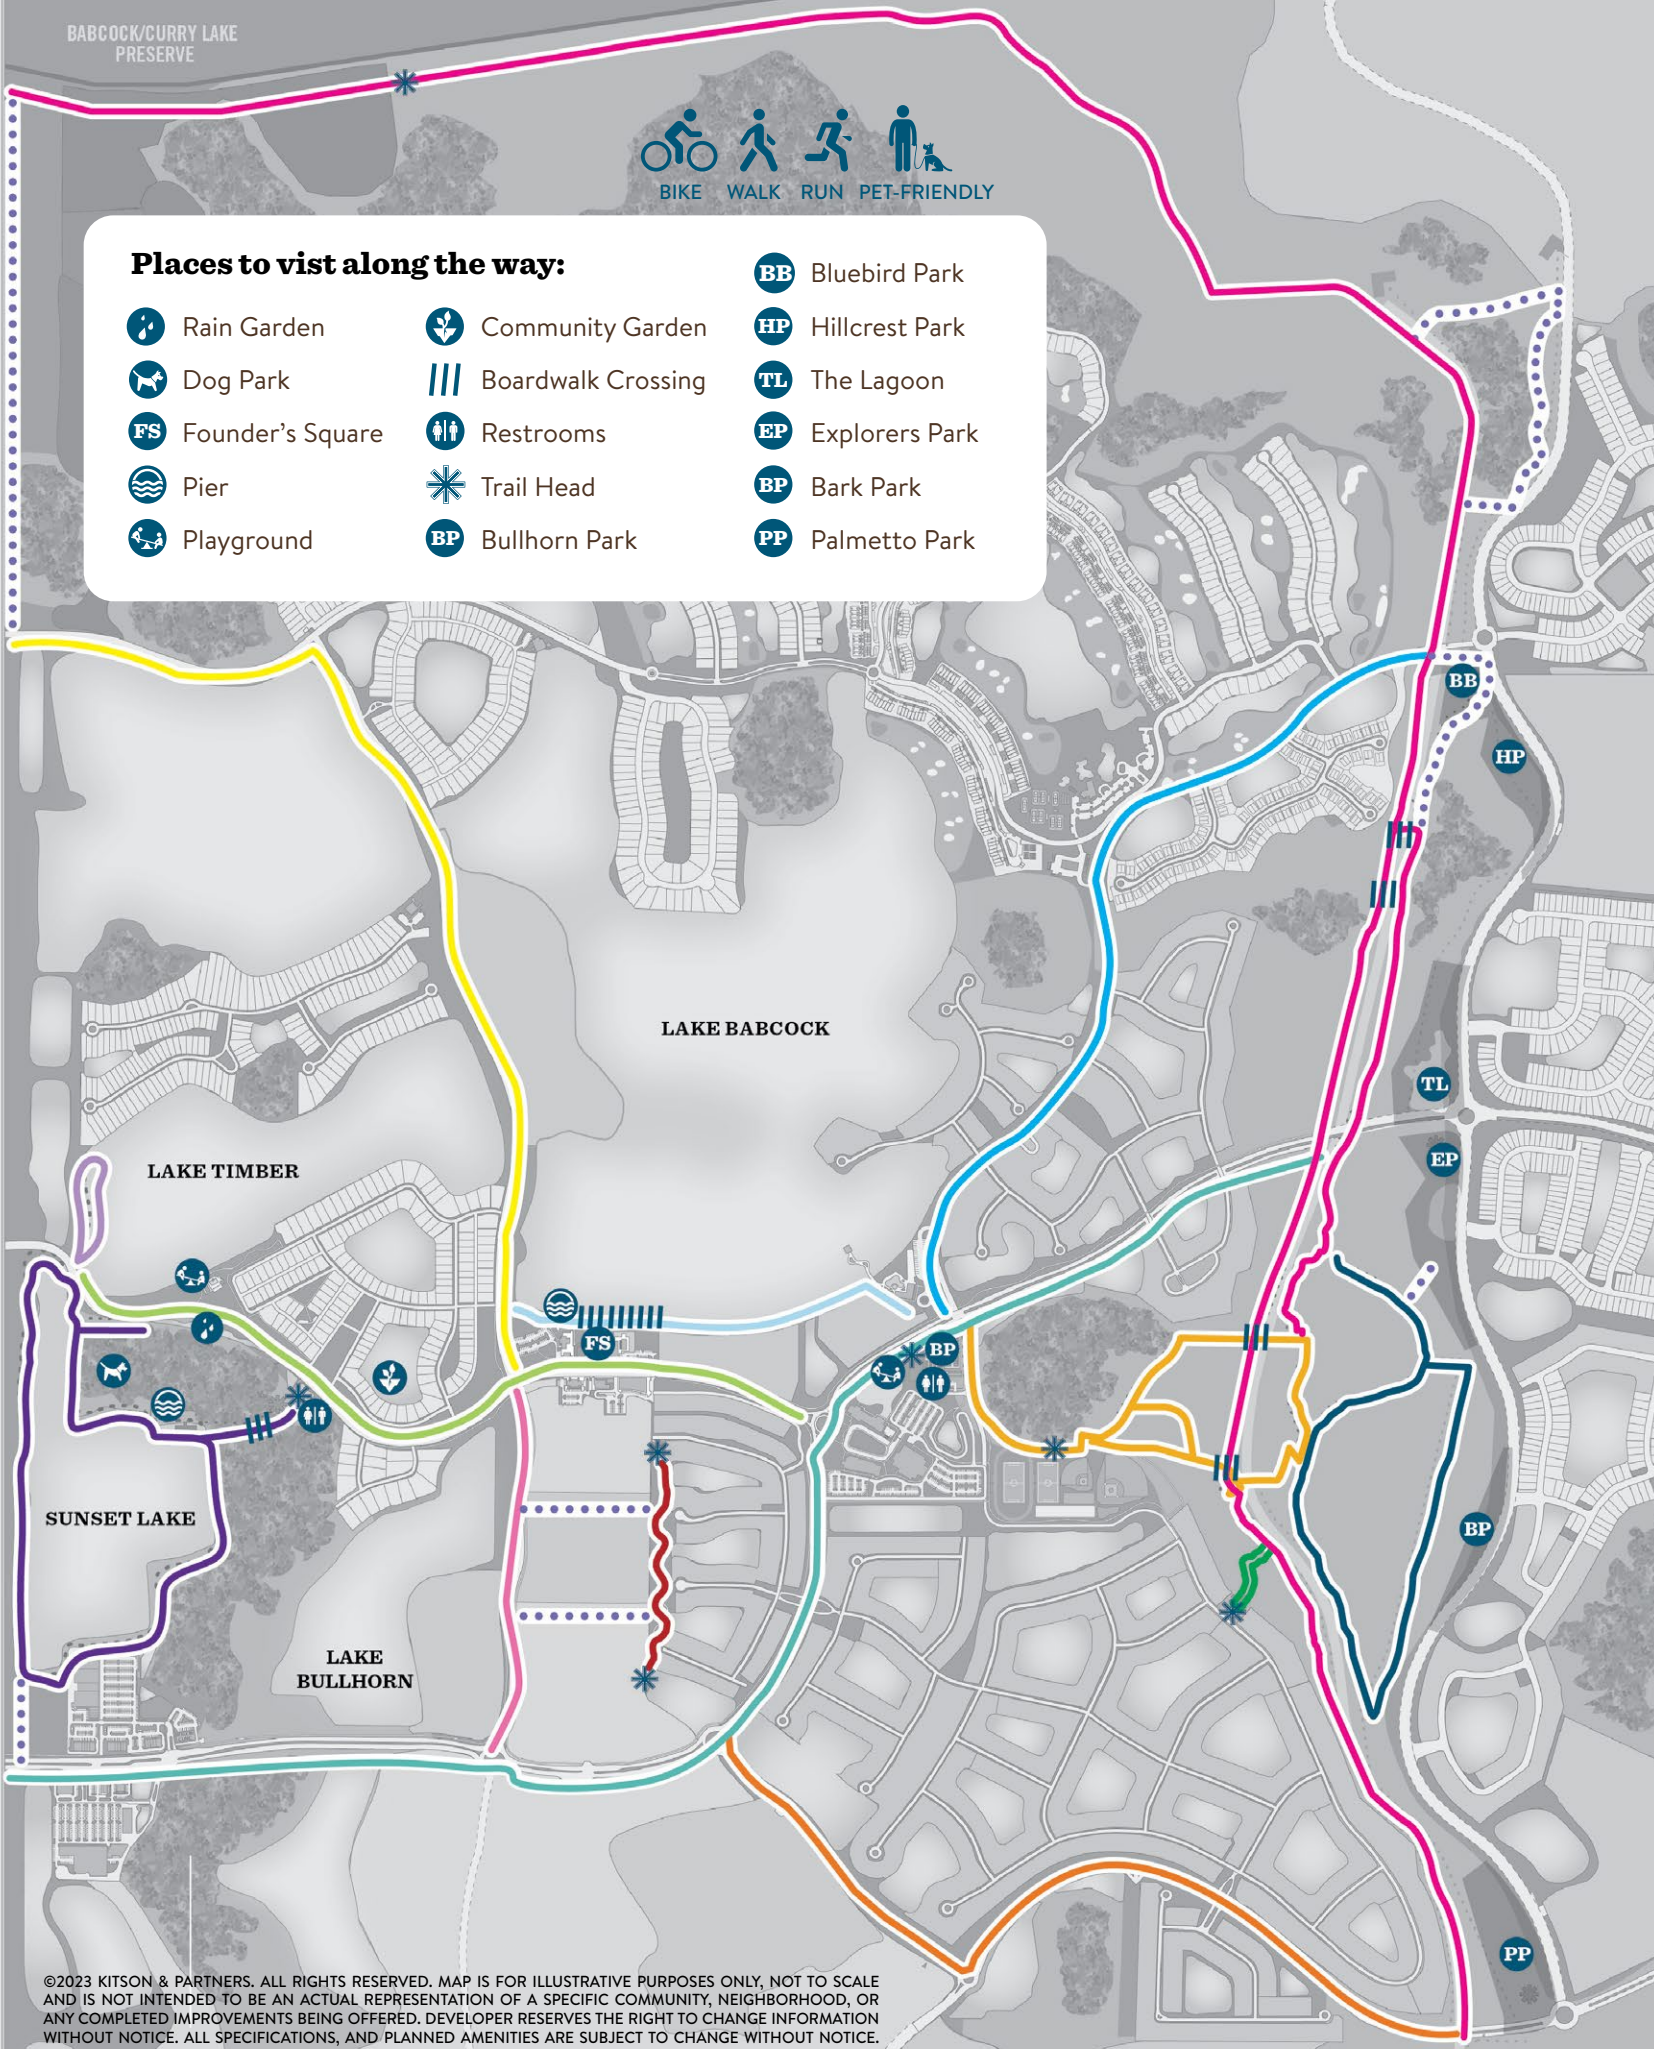 BABCOCK/CURRY LAKE
PRESERVE
BIKE WALK RUN PET-FRIENDLY
Places to vist along the way:
Rain Garden
Dog Park
FS Founder's Square
Pier
Playground
Community Garden
Boardwalk Crossing
Restrooms
Trail Head
BP Bullhorn Park
BB Bluebird Park
HP Hillcrest Park
TL The Lagoon
EP Explorers Park
BP Bark Park
PP Palmetto Park
BB
HP
LAKE BABCOCK
TL
EP
LAKE TIMBER
FS
BP
SUNSET LAKE
BP
LAKE
BULLHORN
PP
©2023 KITSON & PARTNERS. ALL RIGHTS RESERVED. MAP IS FOR ILLUSTRATIVE PURPOSES ONLY, NOT TO SCALE
AND IS NOT INTENDED TO BE AN ACTUAL REPRESENTATION OF A SPECIFIC COMMUNITY, NEIGHBORHOOD, OR
ANY COMPLETED IMPROVEMENTS BEING OFFERED. DEVELOPER RESERVES THE RIGHT TO CHANGE INFORMATION
WITHOUT NOTICE. ALL SPECIFICATIONS, AND PLANNED AMENITIES ARE SUBJECT TO CHANGE WITHOUT NOTICE.